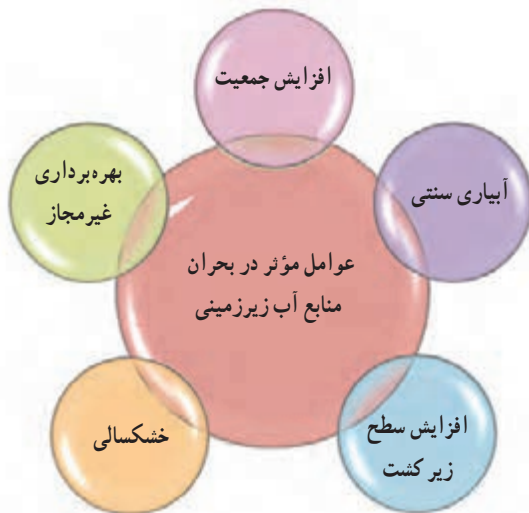 افزایش جمعیت
آبیاری سنتی
بهره‌برداری
غیرمجاز
عوامل مؤثر در بحران
منابع آب زیرزمینی
افزایش سطح
زیر کشت
خشکسالی